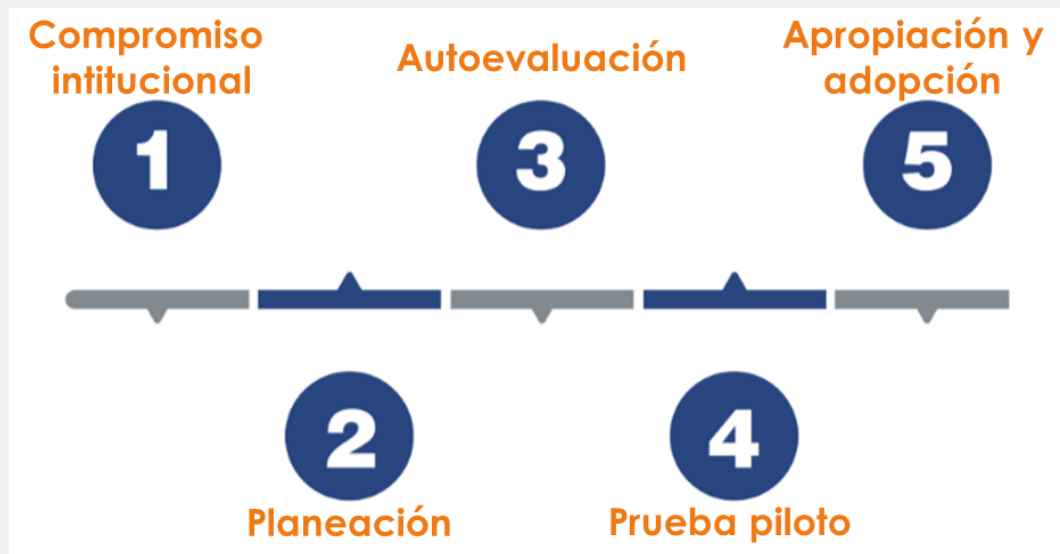 Compromiso
intitucional
1
Planeación
2
Autoevaluación
3
Prueba piloto
4
Apropiación y
adopción
5